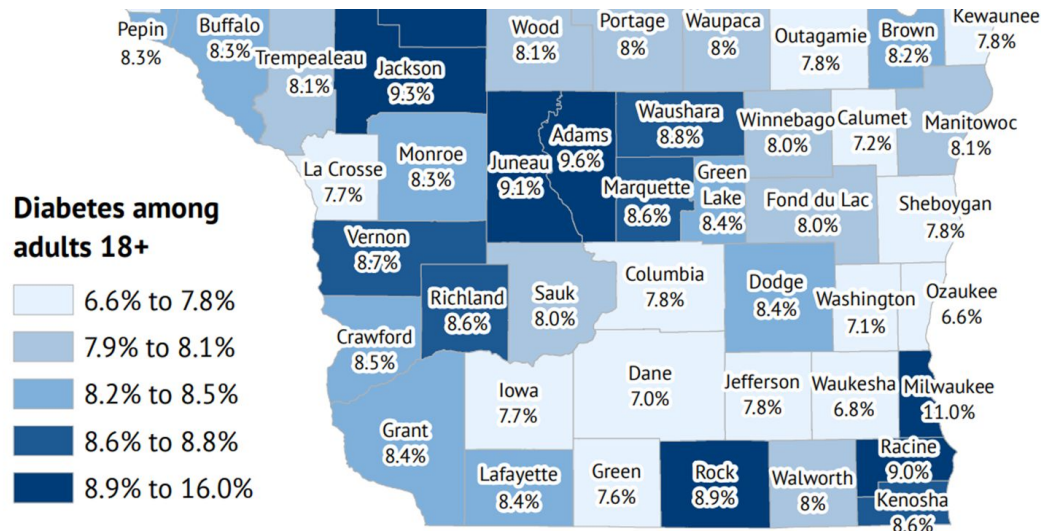 Pepin
8.3%
Buffalo
8.3%
Trempealeau
8.1%
Jackson
9.3%
Wood
8.1%
Portage
8%
Waupaca
8%
Outagamie
7.8%
Brown
8.2%
Kewaunee
7.8%
La Crosse
7.7%
Monroe
8.3%
Juneau
9.1%
Adams
9.6%
Waushara
8.8%
Marquette
8.6%
Green
Lake
8.4%
Winnebago
8.0%
Calumet
7.2%
Manitowoc
8.1%
Fond du Lac
8.0%
Sheboygan
7.8%
Vernon
8.7%
Richland
8.6%
Sauk
8.0%
Columbia
7.8%
Dodge
8.4%
Washington
7.1%
Ozaukee
6.6%
Crawford
8.5%
Grant
8.4%
Iowa
7.7%
Dane
7.0%
Jefferson
7.8%
Waukesha
6.8%
Milwaukee
11.0%
Lafayette
8.4%
Green
7.6%
Rock
8.9%
Walworth
8%
Racine
9.0%
Kenosha
8.6%
Diabetes among
adults 18+
6.6% to 7.8%
7.9% to 8.1%
8.2% to 8.5%
8.6% to 8.8%
8.9% to 16.0%